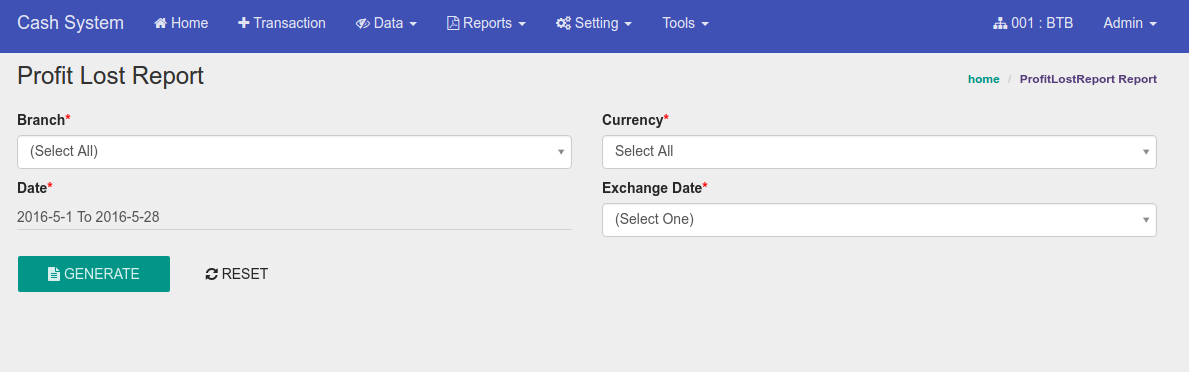 Cash System Home Transaction Data Reports Setting Tools 001 : BTB Admin
Profit Lost Report home / ProfitLostReport Report
Branch* Currency*
(Select All) Select All
Date* Exchange Date*
2016-5-1 To 2016-5-28 (Select One)
GENERATE RESET